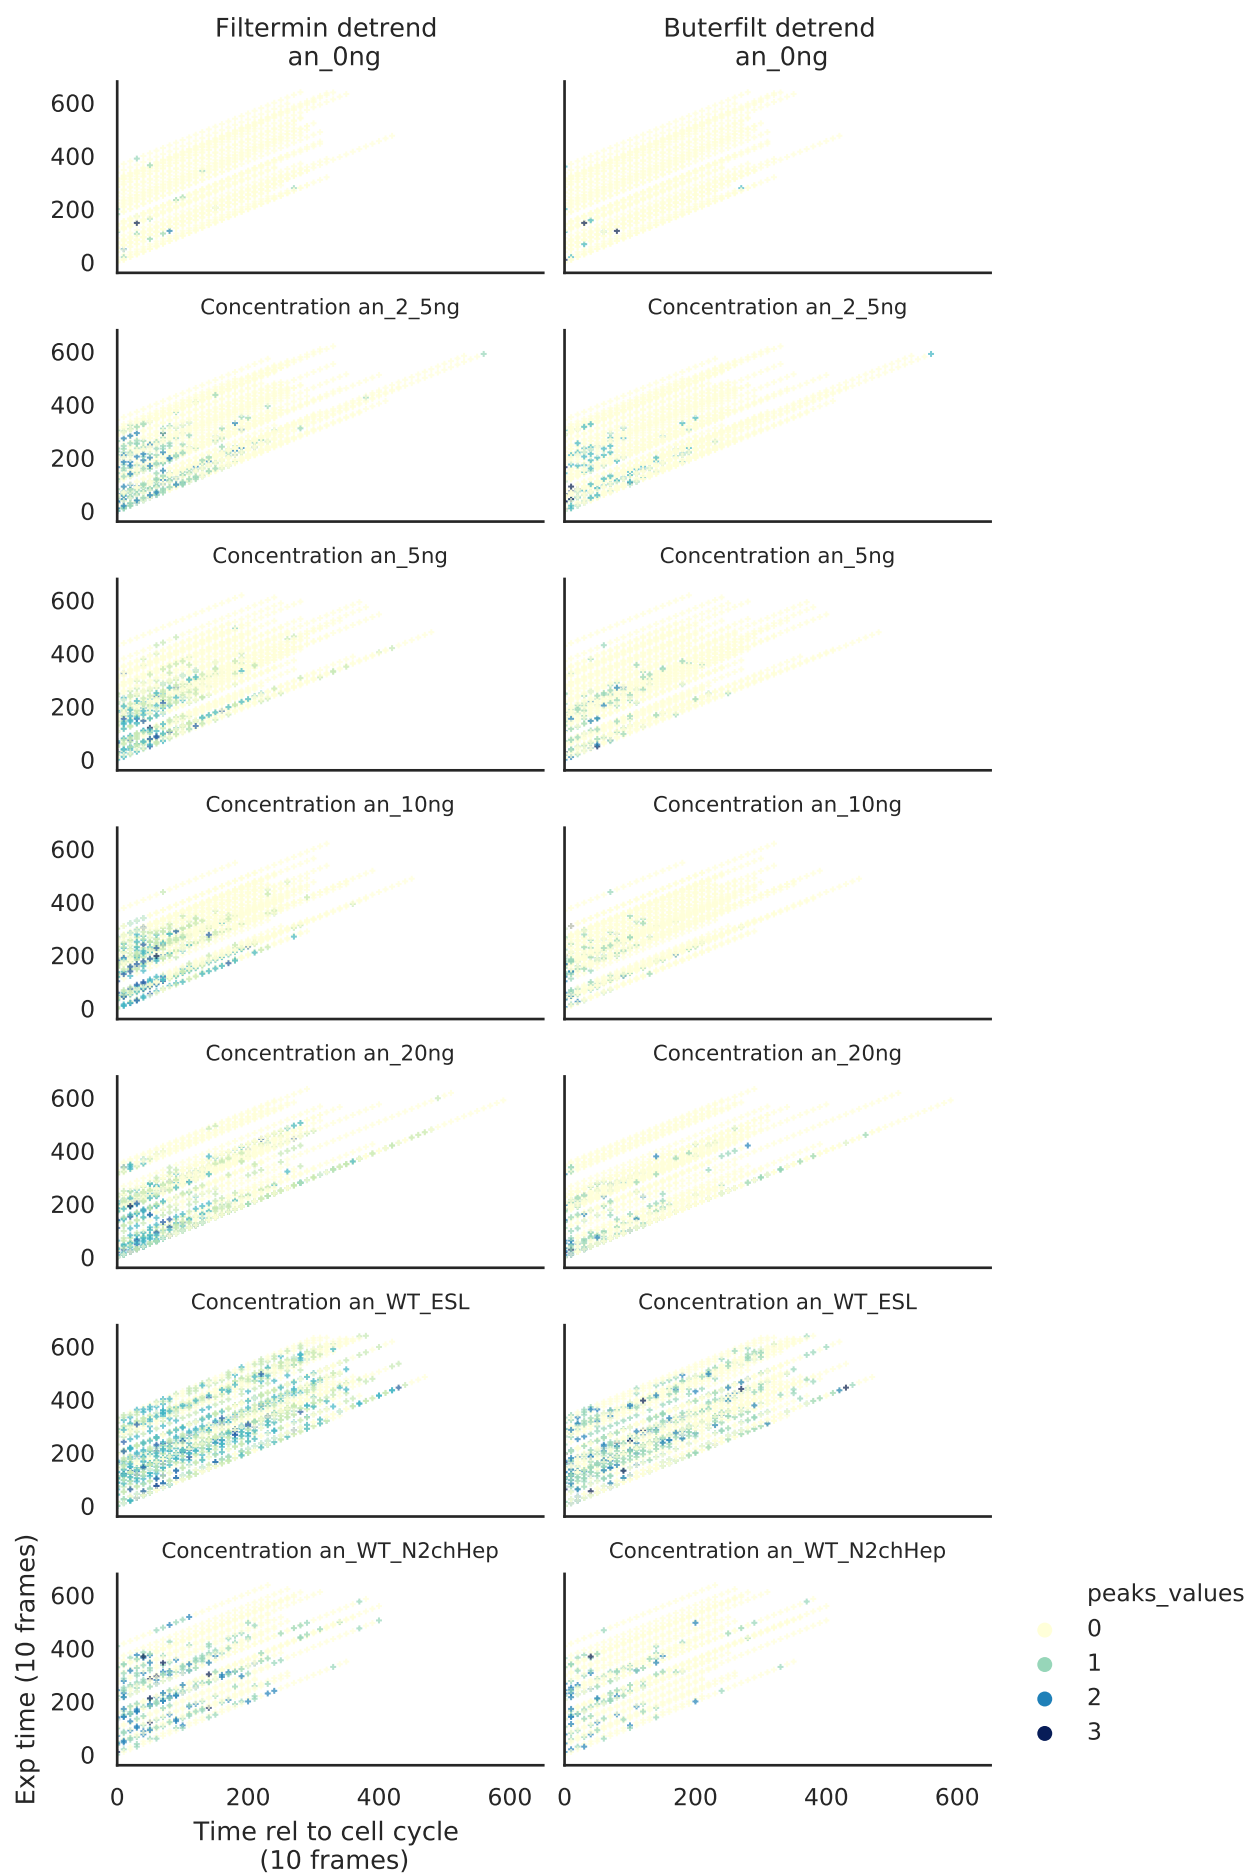 Filtermin detrend
an_0ng
Buterfilt detrend
an_0ng
600
400
200
0
Concentration an_2_5ng
Concentration an_2_5ng
600
400
200
0
Concentration an_5ng
Concentration an_5ng
600
400
200
0
Concentration an_10ng
Concentration an_10ng
600
400
200
0
Concentration an_20ng
Concentration an_20ng
600
400
200
0
Concentration an_WT_ESL
Concentration an_WT_ESL
600
400
200
0
Concentration an_WT_N2chHep
Concentration an_WT_N2chHep
600
400
200
0
Exp time (10 frames)
0 200 400 600
0 200 400 600
Time rel to cell cycle
(10 frames)
peaks_values
0
1
2
3